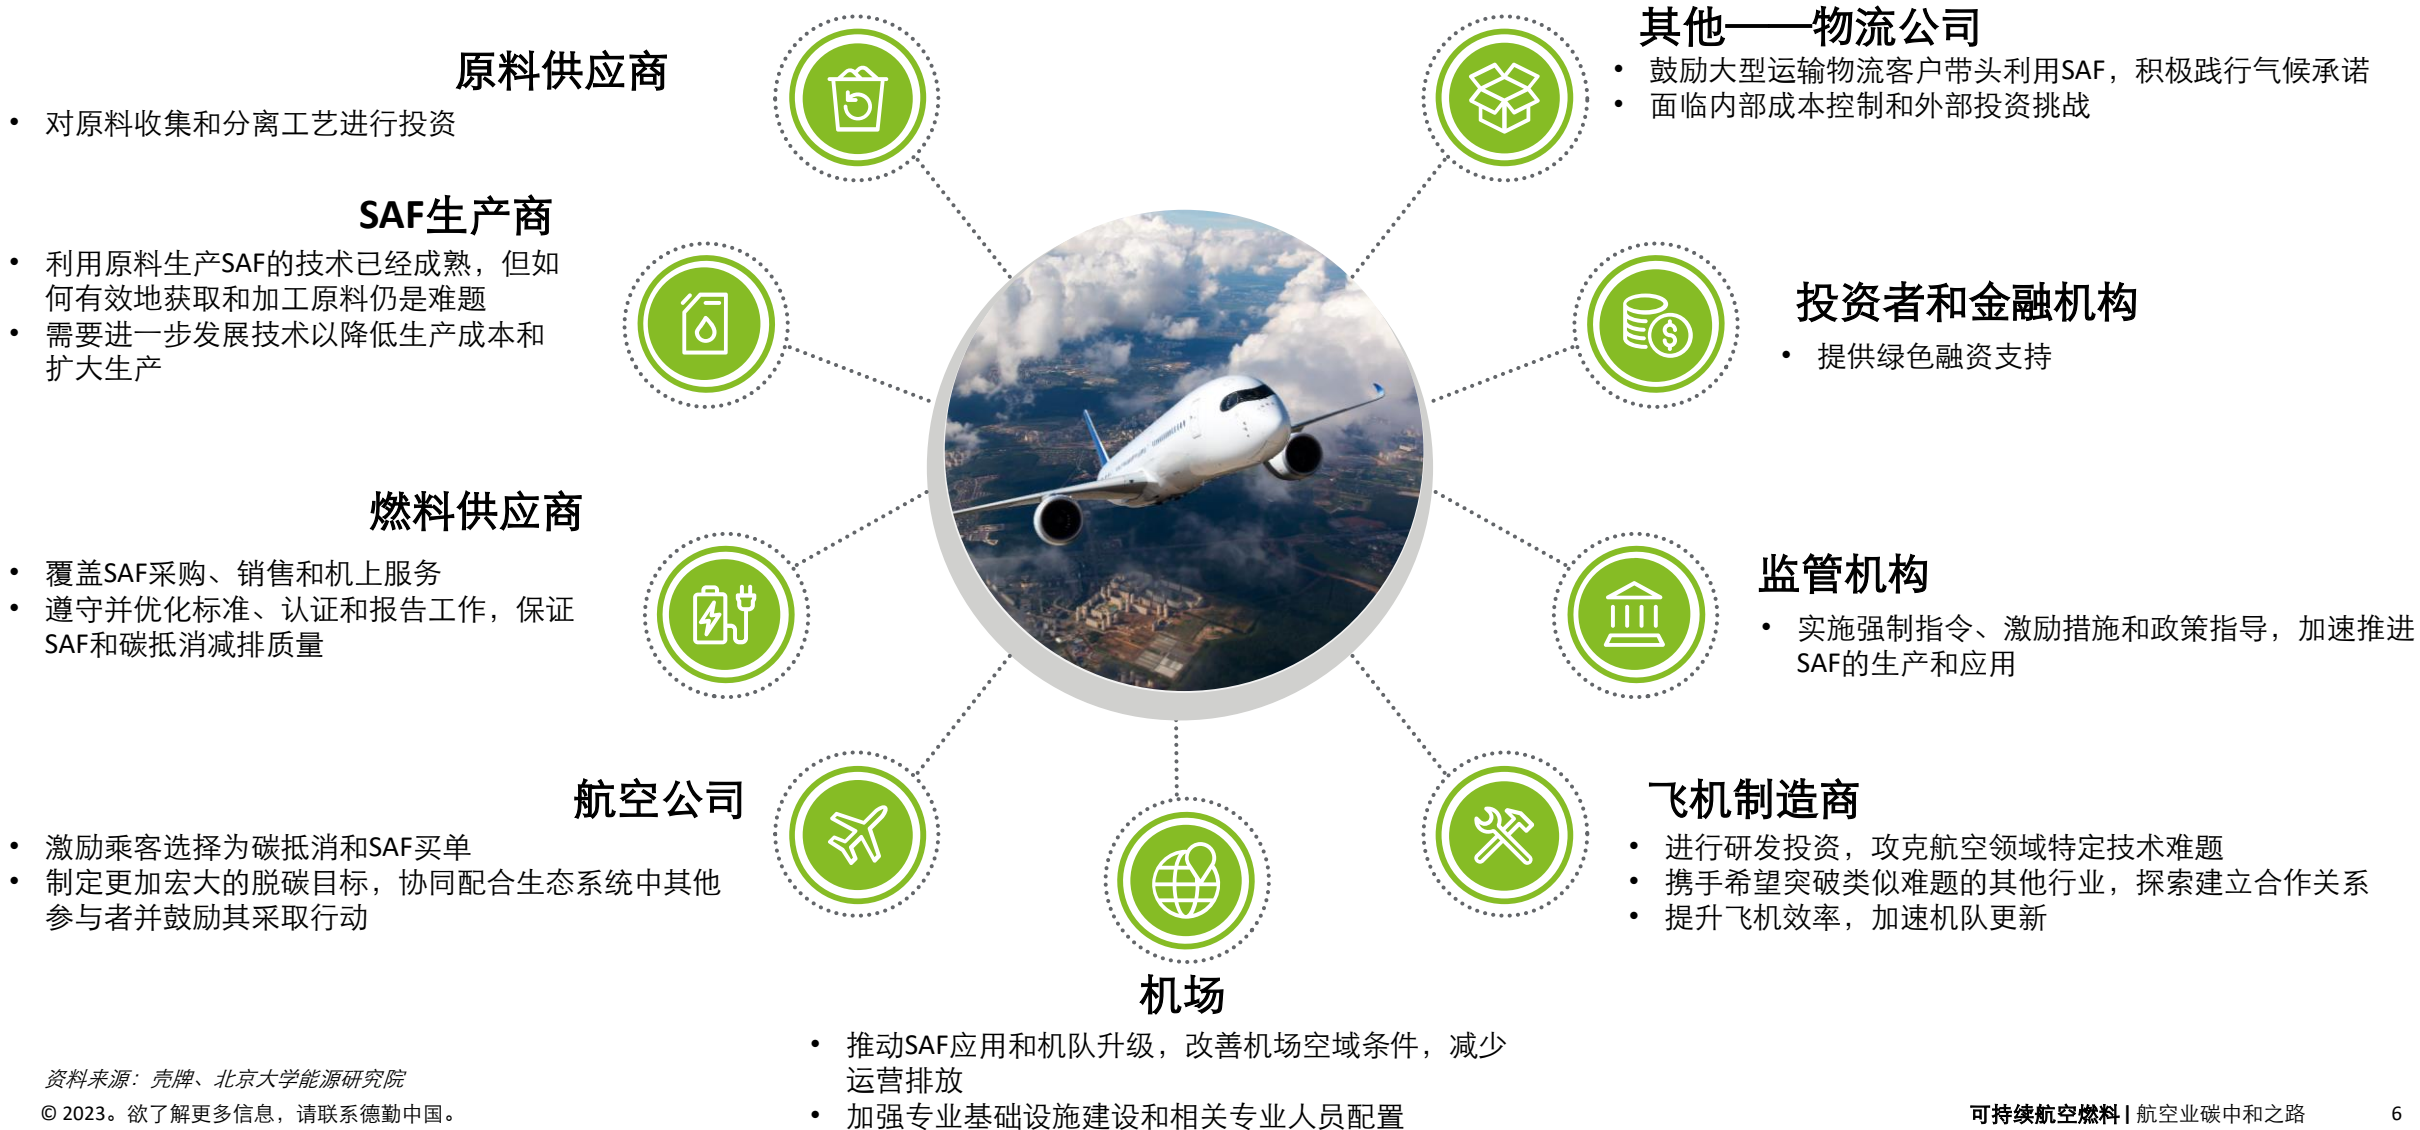 原料供应商
• 对原料收集和分离工艺进行投资
SAF生产商
• 利用原料生产SAF的技术已经成熟，但如
何有效地获取和加工原料仍是难题
• 需要进一步发展技术以降低生产成本和
扩大生产
燃料供应商
• 覆盖SAF采购、销售和机上服务
• 遵守并优化标准、认证和报告工作，保证
SAF和碳抵消减排质量
航空公司
• 激励乘客选择为碳抵消和SAF买单
• 制定更加宏大的脱碳目标，协同配合生态系统中其他
参与者并鼓励其采取行动
机场
• 推动SAF应用和机队升级，改善机场空域条件，减少
运营排放
• 加强专业基础设施建设和相关专业人员配置
其他——物流公司
• 鼓励大型运输物流客户带头利用SAF，积极践行气候承诺
• 面临内部成本控制和外部投资挑战
投资者和金融机构
• 提供绿色融资支持
监管机构
• 实施强制指令、激励措施和政策指导，加速推进
SAF的生产和应用
飞机制造商
• 进行研发投资，攻克航空领域特定技术难题
• 携手希望突破类似难题的其他行业，探索建立合作关系
• 提升飞机效率，加速机队更新
资料来源：壳牌、北京大学能源研究院
© 2023。欲了解更多信息，请联系德勤中国。
可持续航空燃料 | 航空业碳中和之路 6